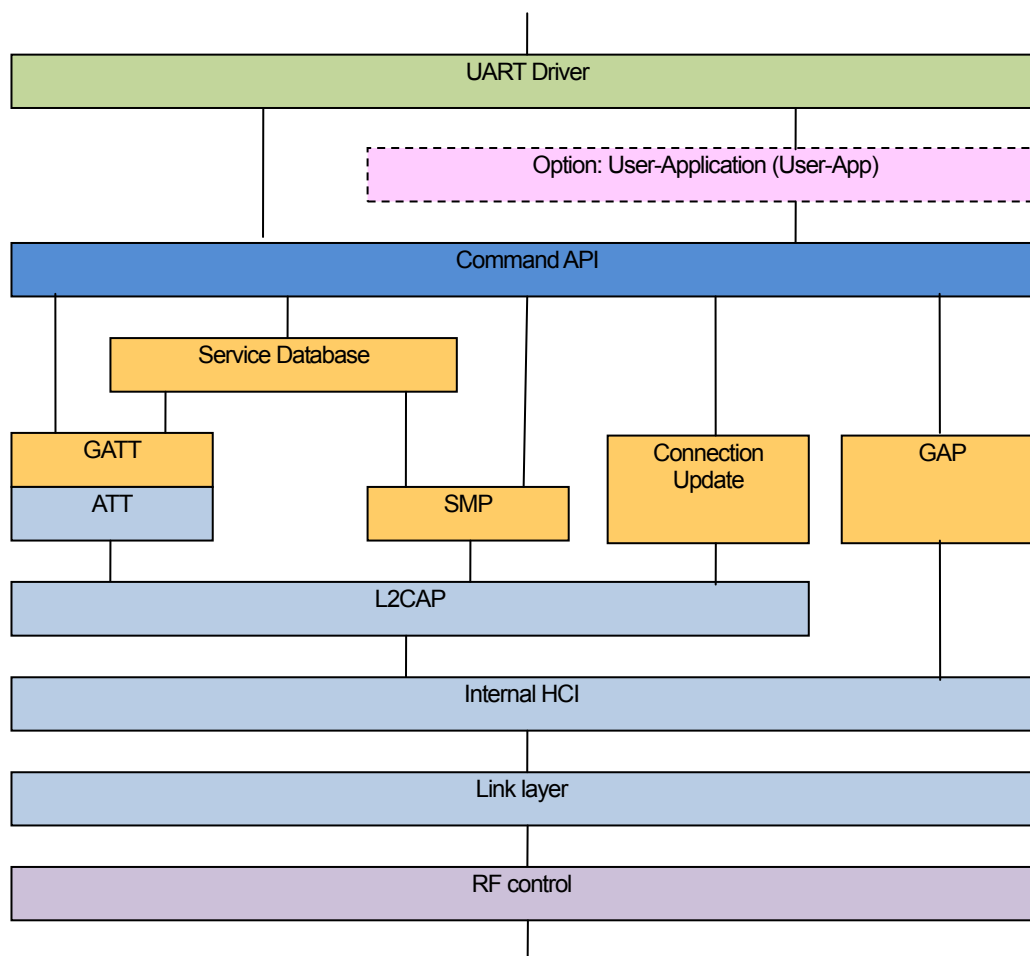 UART Driver
Option: User-Application (User-App)
Command API
Service Database
GATT
Connection
Update
GAP
ATT
SMP
L2CAP
Internal HCI
Link layer
RF control